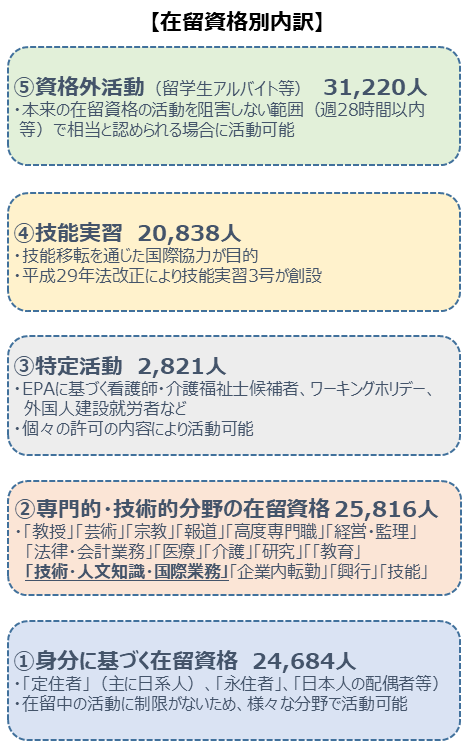 【在留資格別内訳】
⑤資格外活動（留学生アルバイト等） 31,220人
・本来の在留資格の活動を阻害しない範囲（週28時間以内
等）で相当と認められる場合に活動可能
④技能実習 20,838人
・技能移転を通じた国際協力が目的
・平成29年法改正により技能実習3号が創設
③特定活動 2,821人
・EPAに基づく看護師・介護福祉士候補者、ワーキングホリデー、
外国人建設就労者など
・個々の許可の内容により活動可能
②専門的・技術的分野の在留資格 25,816人
・「教授」「芸術」「宗教」「報道」「高度専門職」「経営・監理」
「法律・会計業務」「医療」「介護」「研究」「「教育」
「技術・人文知識・国際業務」「企業内転勤」「興行」「技能」
①身分に基づく在留資格 24,684人
・「定住者」（主に日系人）、「永住者」、「日本人の配偶者等）
・在留中の活動に制限がないため、様々な分野で活動可能